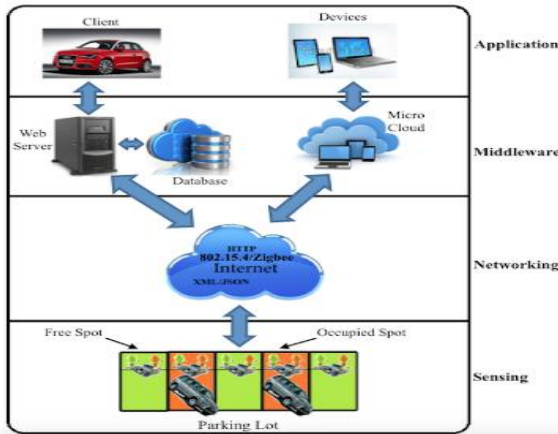 Client
Devices
Application
Web
Server
Database
Micro
Cloud
Middleware
HTTP
802.15.4/Zigbee
Internet
XML/JSON
Networking
Free Spot
Occupied Spot
Sensing
Parking Lot